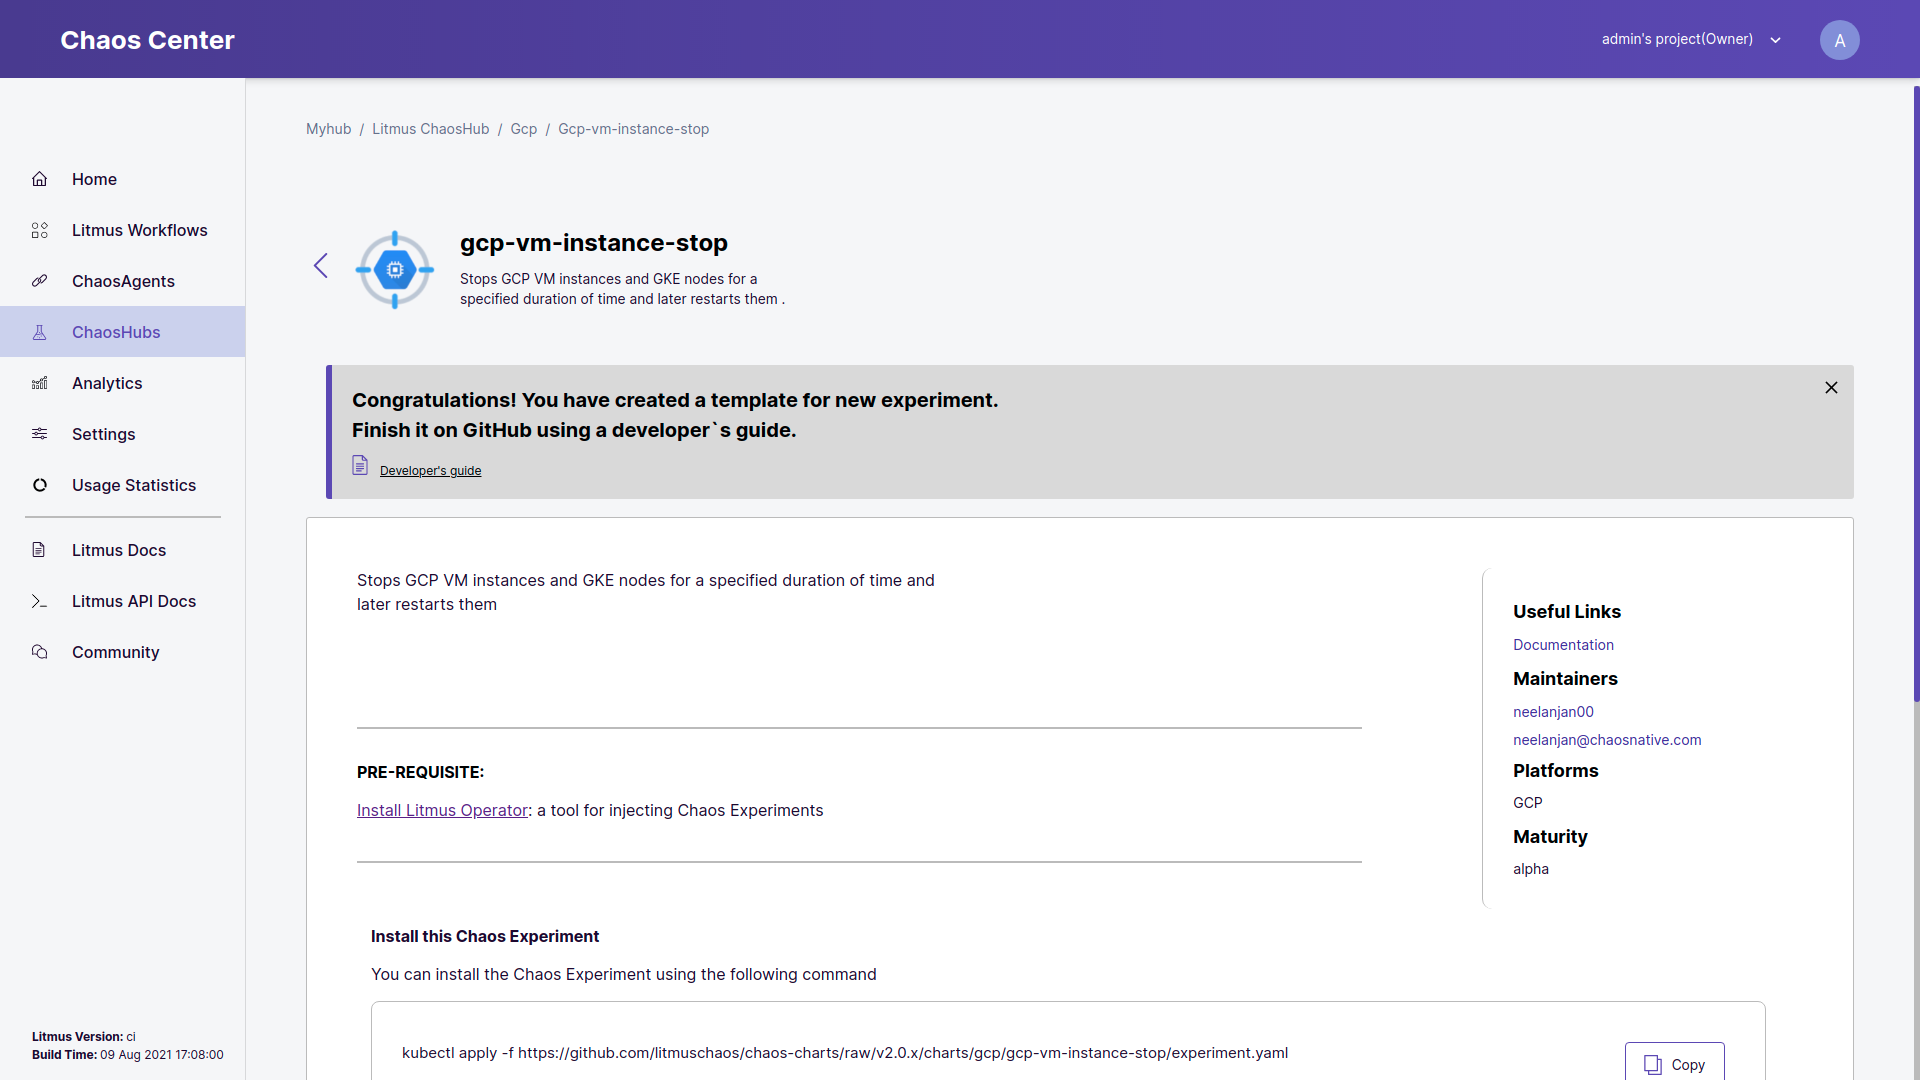 Chaos Center
admin's project(Owner)
A
Home
Litmus Workflows
ChaosAgents
ChaosHubs
Analytics
Settings
Usage Statistics
Litmus Docs
Litmus API Docs
Community
Litmus Version: ci
Build Time: 09 Aug 2021 17:08:00
Myhub / Litmus ChaosHub / Gcp / Gcp-vm-instance-stop
gcp-vm-instance-stop
Stops GCP VM instances and GKE nodes for a
specified duration of time and later restarts them .
Congratulations! You have created a template for new experiment.
Finish it on GitHub using a developer`s guide.
Developer's guide
Stops GCP VM instances and GKE nodes for a specified duration of time and
later restarts them
PRE-REQUISITE:
Install Litmus Operator: a tool for injecting Chaos Experiments
Useful Links
Documentation
Maintainers
neelanjan00
neelanjan@chaosnative.com
Platforms
GCP
Maturity
alpha
Install this Chaos Experiment
You can install the Chaos Experiment using the following command
kubectl apply -f https://github.com/litmuschaos/chaos-charts/raw/v2.0.x/charts/gcp/gcp-vm-instance-stop/experiment.yaml
Copy